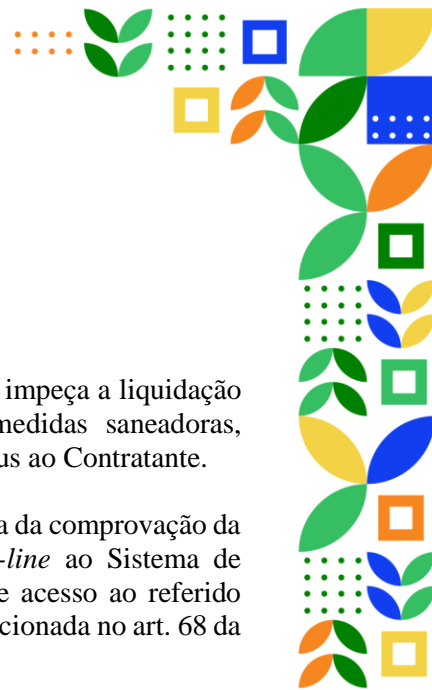 impeça a liquidação
medidas saneadoras,
us ao Contratante.
a da comprovação da
-line ao Sistema de
e acesso ao referido
cionada no art. 68 da